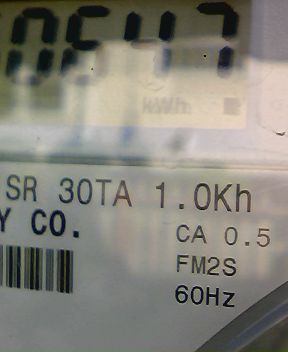 0547
kWh
SR 30TA 1.0Kh
Y CO.
CA 0.5
FM2S
60Hz